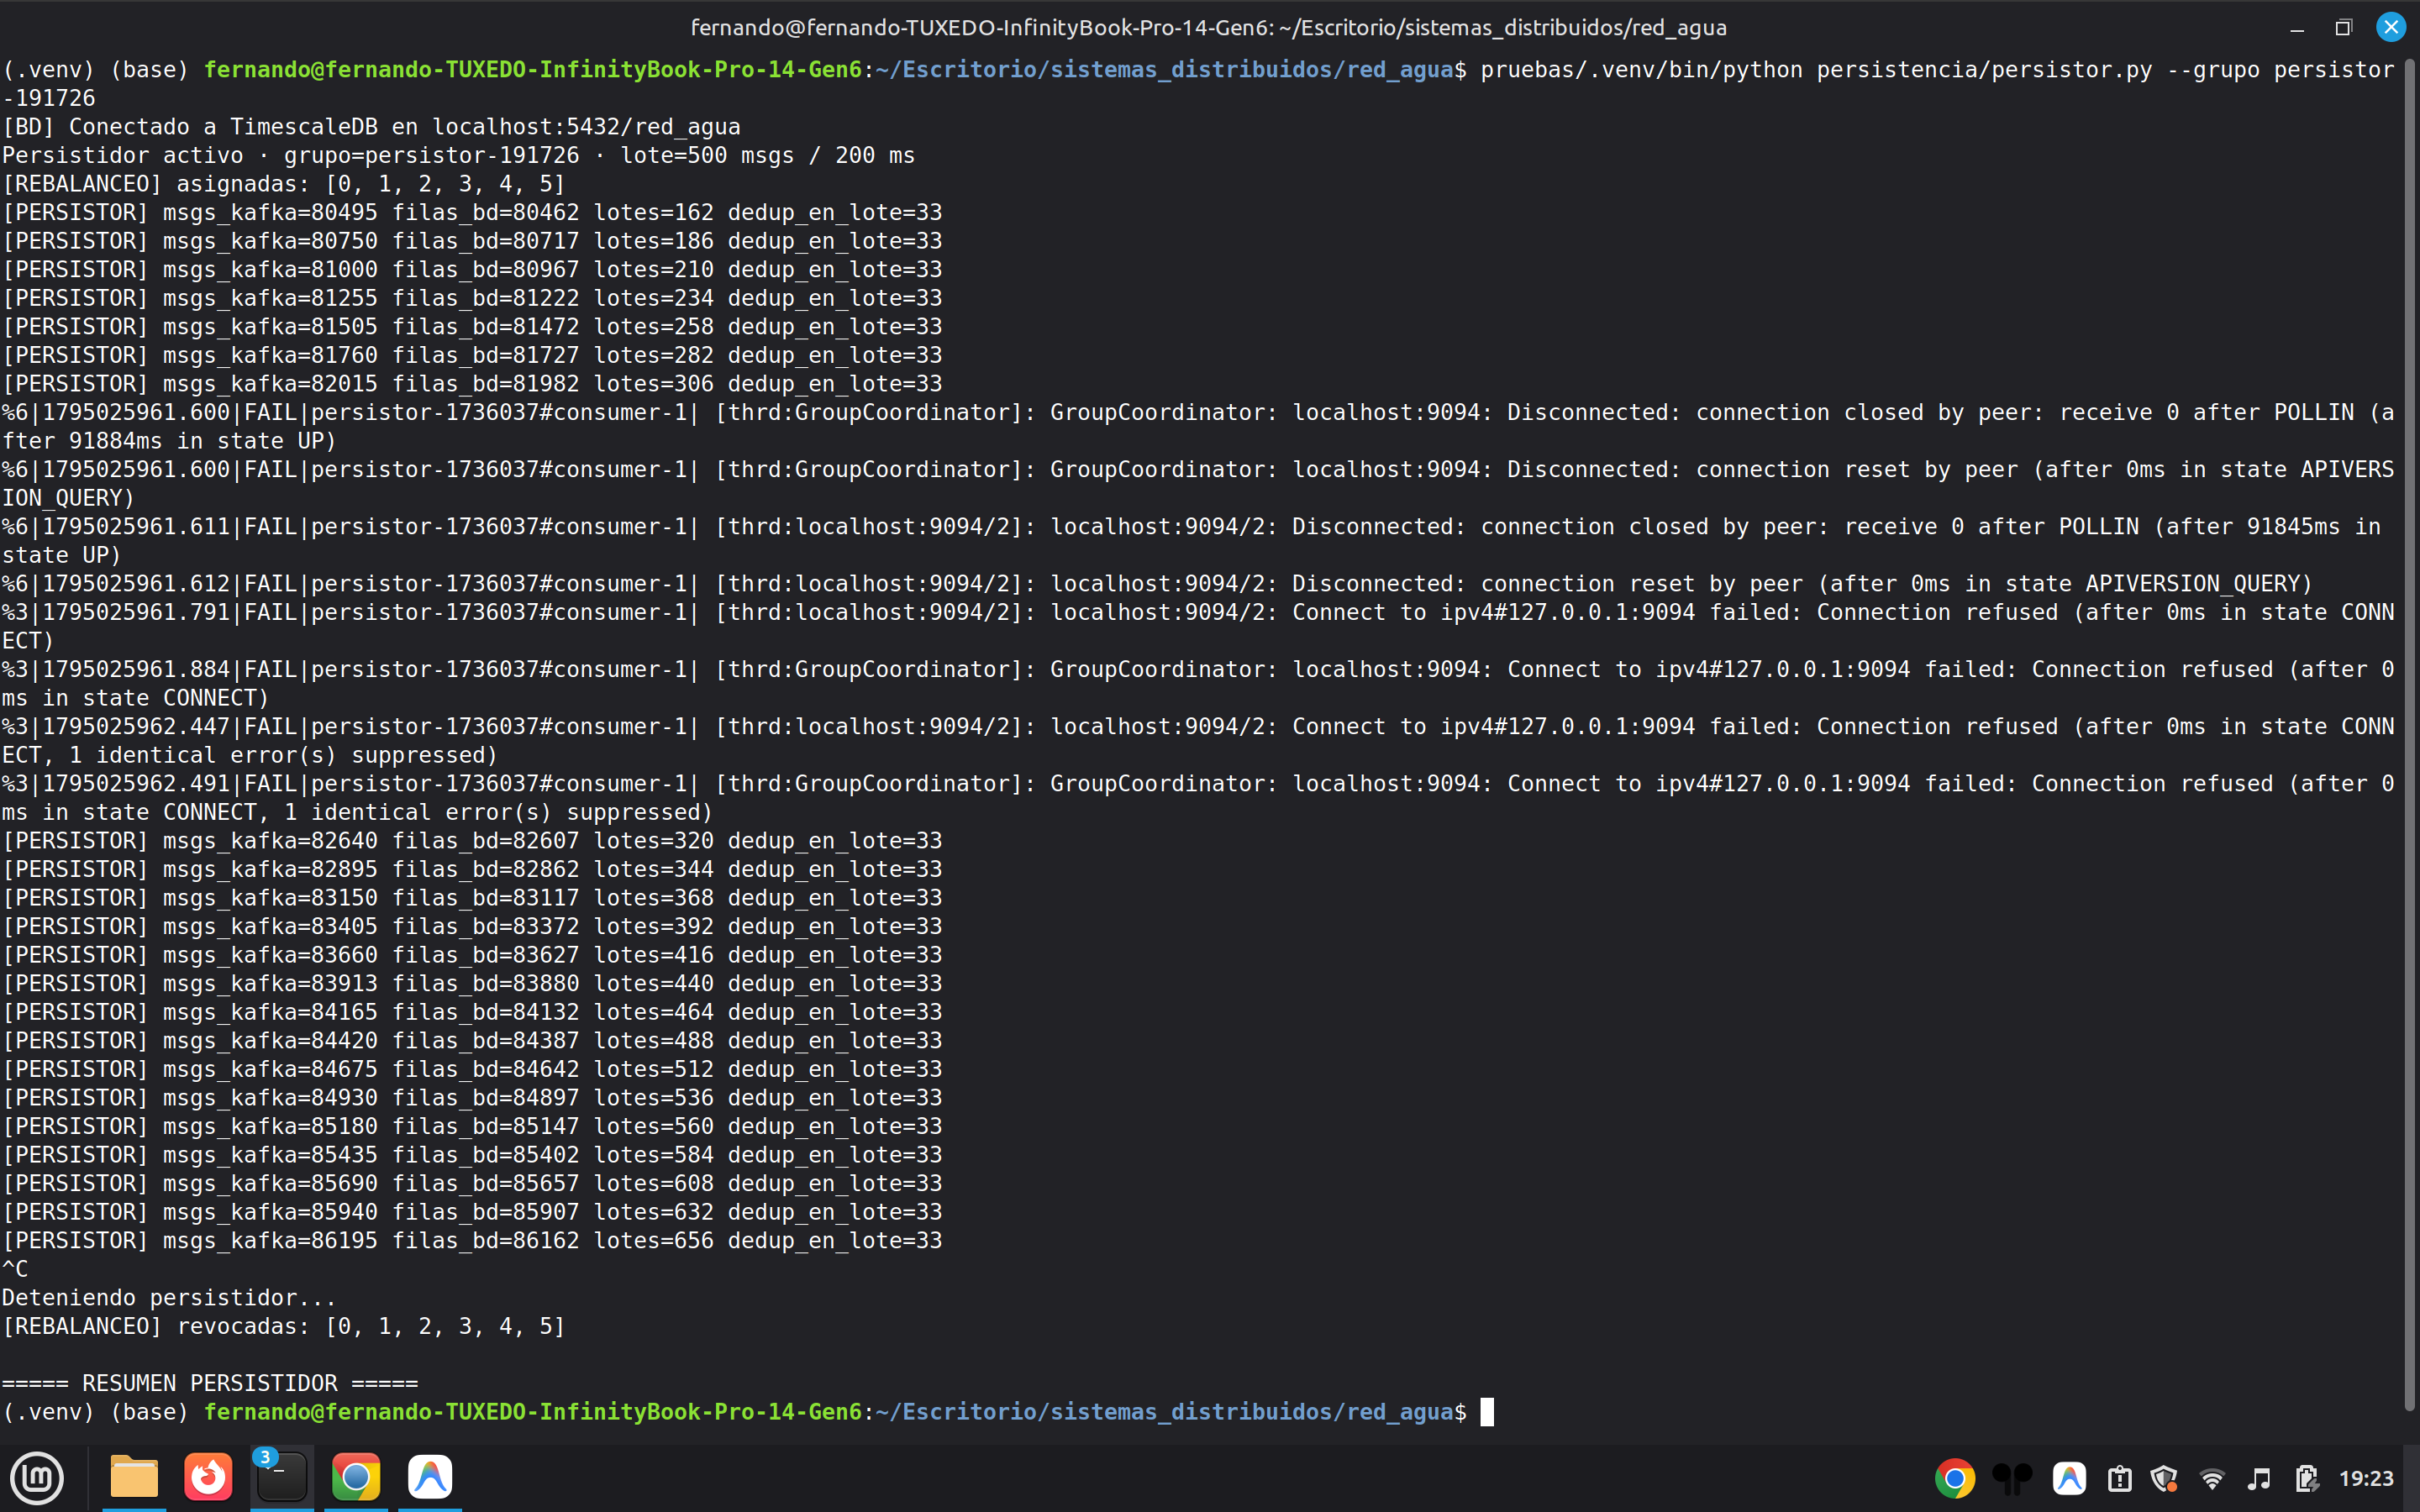 fernando@fernando-TUXEDO-InfinityBook-Pro-14-Gen6: ~/Escritorio/sistemas_distribuidos/red_agua
(.venv) (base) fernando@fernando-TUXEDO-InfinityBook-Pro-14-Gen6:~/Escritorio/sistemas_distribuidos/red_agua$ pruebas/.venv/bin/python persistencia/persistor.py --grupo persistor
-191726
[BD] Conectado a TimescaleDB en localhost:5432/red_agua
Persistidor activo · grupo=persistor-191726 · lote=500 msgs / 200 ms
[REBALANCEO] asignadas: [0, 1, 2, 3, 4, 5]
[PERSISTOR] msgs_kafka=80495 filas_bd=80462 lotes=162 dedup_en_lote=33
[PERSISTOR] msgs_kafka=80750 filas_bd=80717 lotes=186 dedup_en_lote=33
[PERSISTOR] msgs_kafka=81000 filas_bd=80967 lotes=210 dedup_en_lote=33
[PERSISTOR] msgs_kafka=81255 filas_bd=81222 lotes=234 dedup_en_lote=33
[PERSISTOR] msgs_kafka=81505 filas_bd=81472 lotes=258 dedup_en_lote=33
[PERSISTOR] msgs_kafka=81760 filas_bd=81727 lotes=282 dedup_en_lote=33
[PERSISTOR] msgs_kafka=82015 filas_bd=81982 lotes=306 dedup_en_lote=33
%6|1795025961.600|FAIL|persistor-1736037#consumer-1| [thrd:GroupCoordinator]: GroupCoordinator: localhost:9094: Disconnected: connection closed by peer: receive 0 after POLLIN (a
fter 91884ms in state UP)
%6|1795025961.600|FAIL|persistor-1736037#consumer-1| [thrd:GroupCoordinator]: GroupCoordinator: localhost:9094: Disconnected: connection reset by peer (after 0ms in state APIVERS
ION_QUERY)
%6|1795025961.611|FAIL|persistor-1736037#consumer-1| [thrd:localhost:9094/2]: localhost:9094/2: Disconnected: connection closed by peer: receive 0 after POLLIN (after 91845ms in
state UP)
%6|1795025961.612|FAIL|persistor-1736037#consumer-1| [thrd:localhost:9094/2]: localhost:9094/2: Disconnected: connection reset by peer (after 0ms in state APIVERSION_QUERY)
%3|1795025961.791|FAIL|persistor-1736037#consumer-1| [thrd:localhost:9094/2]: localhost:9094/2: Connect to ipv4#127.0.0.1:9094 failed: Connection refused (after 0ms in state CONN
ECT)
%3|1795025961.884|FAIL|persistor-1736037#consumer-1| [thrd:GroupCoordinator]: GroupCoordinator: localhost:9094: Connect to ipv4#127.0.0.1:9094 failed: Connection refused (after 0
ms in state CONNECT)
%3|1795025962.447|FAIL|persistor-1736037#consumer-1| [thrd:localhost:9094/2]: localhost:9094/2: Connect to ipv4#127.0.0.1:9094 failed: Connection refused (after 0ms in state CONN
ECT, 1 identical error(s) suppressed)
%3|1795025962.491|FAIL|persistor-1736037#consumer-1| [thrd:GroupCoordinator]: GroupCoordinator: localhost:9094: Connect to ipv4#127.0.0.1:9094 failed: Connection refused (after 0
ms in state CONNECT, 1 identical error(s) suppressed)
[PERSISTOR] msgs_kafka=82640 filas_bd=82607 lotes=320 dedup_en_lote=33
[PERSISTOR] msgs_kafka=82895 filas_bd=82862 lotes=344 dedup_en_lote=33
[PERSISTOR] msgs_kafka=83150 filas_bd=83117 lotes=368 dedup_en_lote=33
[PERSISTOR] msgs_kafka=83405 filas_bd=83372 lotes=392 dedup_en_lote=33
[PERSISTOR] msgs_kafka=83660 filas_bd=83627 lotes=416 dedup_en_lote=33
[PERSISTOR] msgs_kafka=83913 filas_bd=83880 lotes=440 dedup_en_lote=33
[PERSISTOR] msgs_kafka=84165 filas_bd=84132 lotes=464 dedup_en_lote=33
[PERSISTOR] msgs_kafka=84420 filas_bd=84387 lotes=488 dedup_en_lote=33
[PERSISTOR] msgs_kafka=84675 filas_bd=84642 lotes=512 dedup_en_lote=33
[PERSISTOR] msgs_kafka=84930 filas_bd=84897 lotes=536 dedup_en_lote=33
[PERSISTOR] msgs_kafka=85180 filas_bd=85147 lotes=560 dedup_en_lote=33
[PERSISTOR] msgs_kafka=85435 filas_bd=85402 lotes=584 dedup_en_lote=33
[PERSISTOR] msgs_kafka=85690 filas_bd=85657 lotes=608 dedup_en_lote=33
[PERSISTOR] msgs_kafka=85940 filas_bd=85907 lotes=632 dedup_en_lote=33
[PERSISTOR] msgs_kafka=86195 filas_bd=86162 lotes=656 dedup_en_lote=33
^C
Deteniendo persistidor...
[REBALANCEO] revocadas: [0, 1, 2, 3, 4, 5]
===== RESUMEN PERSISTIDOR =====
(.venv) (base) fernando@fernando-TUXEDO-InfinityBook-Pro-14-Gen6:~/Escritorio/sistemas_distribuidos/red_agua$
3
19:23